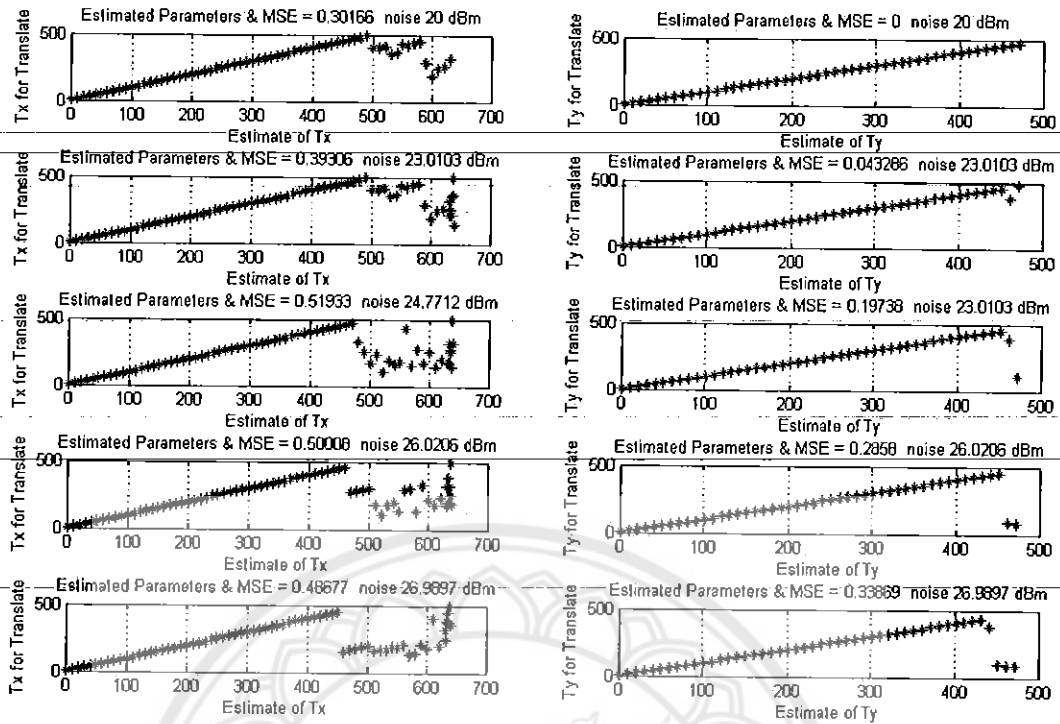 Estimated Parameters & MSE = 0.30166 noise 20 dBm
Tx for Translate
500
0
0 100 200 300 400 500 600 700
Estimate of Tx
Estimated Parameters & MSE = 0 noise 20 dBm
Ty for Translate
500
0
0 100 200 300 400 500
Estimate of Ty
Estimated Parameters & MSE = 0.39306 noise 23.0103 dBm
Tx for Translate
500
0
0 100 200 300 400 500 600 700
Estimate of Tx
Estimated Parameters & MSE = 0.043286 noise 23.0103 dBm
Ty for Translate
500
0
0 100 200 300 400 500
Estimate of Ty
Estimated Parameters & MSE = 0.51933 noise 24.7712 dBm
Tx for Translate
500
0
0 100 200 300 400 500 600 700
Estimate of Tx
Estimated Parameters & MSE = 0.19738 noise 23.0103 dBm
Ty for Translate
500
0
0 100 200 300 400 500
Estimate of Ty
Estimated Parameters & MSE = 0.50008 noise 26.0206 dBm
Tx for Translate
500
0
0 100 200 300 400 500 600 700
Estimate of Tx
Estimated Parameters & MSE = 0.2858 noise 26.0206 dBm
Ty for Translate
500
0
0 100 200 300 400 500
Estimate of Ty
Estimated Parameters & MSE = 0.48677 noise 26.9897 dBm
Tx for Translate
500
0
0 100 200 300 400 500 600 700
Estimate of Tx
Estimated Parameters & MSE = 0.33869 noise 26.9897 dBm
Ty for Translate
500
0
0 100 200 300 400 500
Estimate of Ty